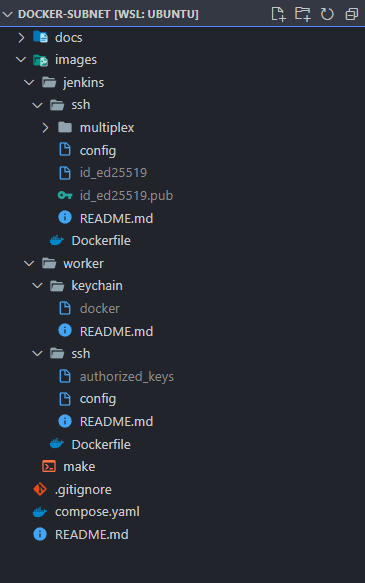 DOCKER-SUBNET [WSL: UBUNTU]
docs
images
jenkins
ssh
multiplex
config
id_ed25519
id_ed25519.pub
README.md
Dockerfile
worker
keychain
docker
README.md
ssh
authorized_keys
config
README.md
Dockerfile
make
.gitignore
compose.yaml
README.md